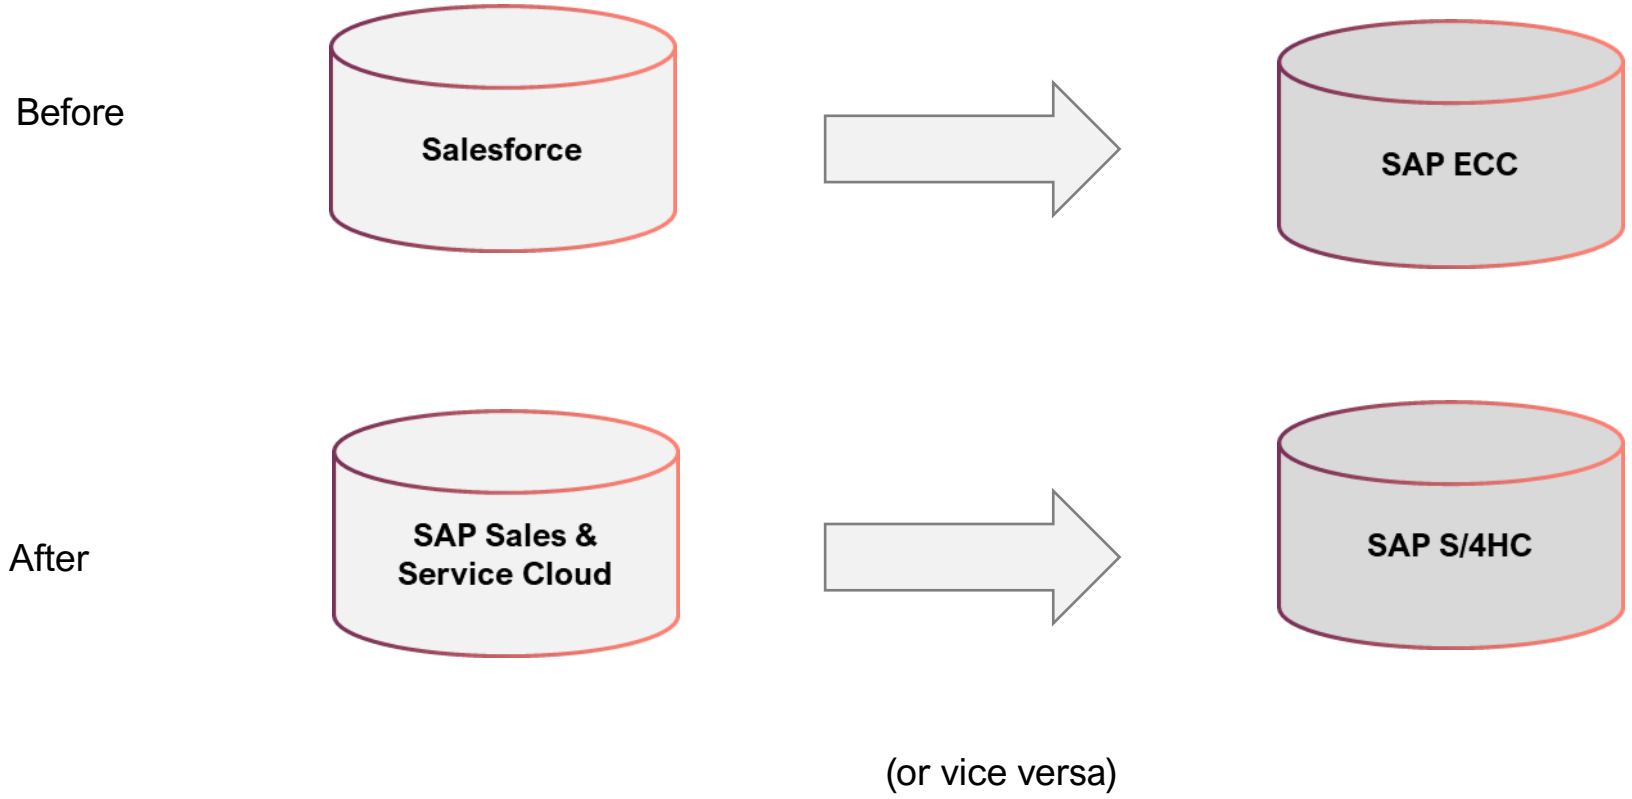 Before
Salesforce
SAP ECC
After
SAP Sales &
Service Cloud
SAP S/4HC
(or vice versa)